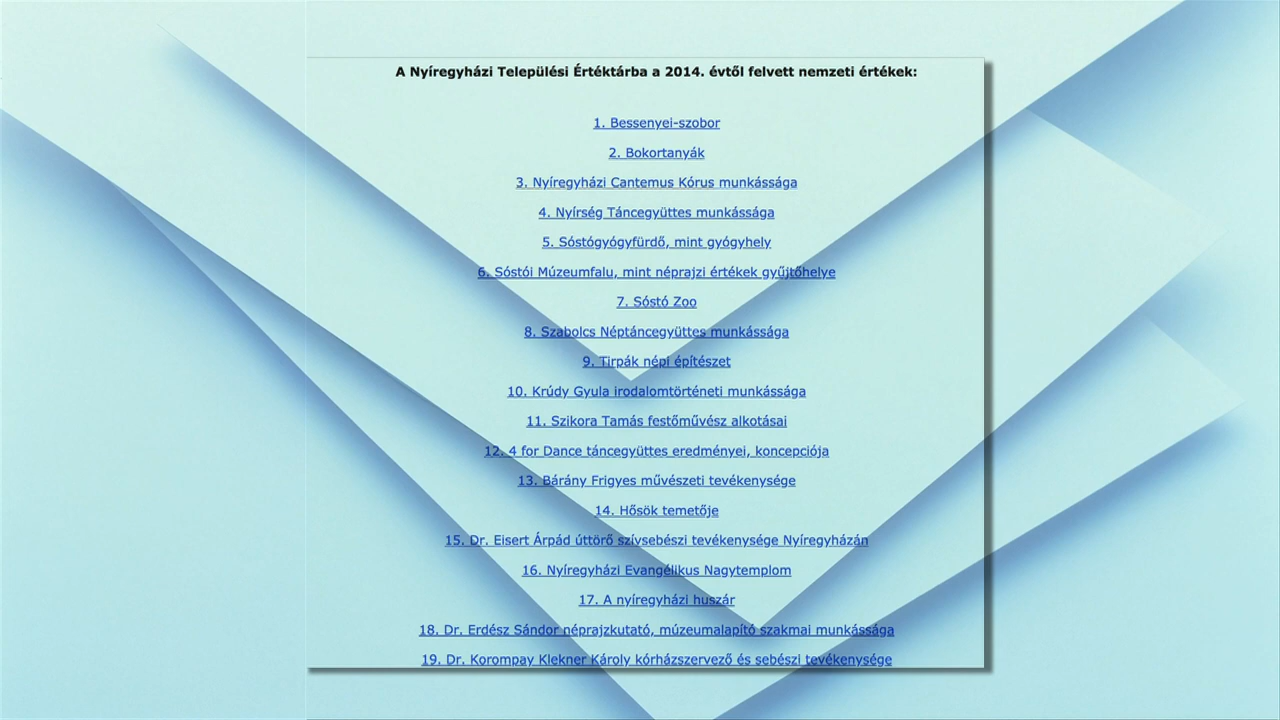 A Nyíregyházi Települési Értéktárba a 2014. évtől felvett nemzeti értékek:
1. Bessenyei-szobor
2. Bokortanyák
3. Nyíregyházi Cantemus Kórus munkássága
4. Nyírség Táncegyüttes munkássága
5. Sóstógyógyfürdő, mint gyógyhely
6. Sóstói Múzeumfalu, mint néprajzi értékek gyűjtőhelye
7. Sóstó Zoo
8. Szabolcs Néptáncegyüttes munkássága
9. Tirpák népi építészet
10. Krúdy Gyula irodalomtörténeti munkássága
11. Szikora Tamás festőművész alkotásai
12. 4 for Dance táncegyüttes eredményei, koncepciója
13. Bárány Frigyes művészeti tevékenysége
14. Hősök temetője
15. Dr. Eisert Árpád úttörő szívsebészi tevékenysége Nyíregyházán
16. Nyíregyházi Evangélikus Nagytemplom
17. A nyíregyházi huszár
18. Dr. Erdész Sándor néprajzkutató, múzeumalapító szakmai munkássága
19. Dr. Korompay Klekner Károly kórházszervező és sebészi tevékenysége